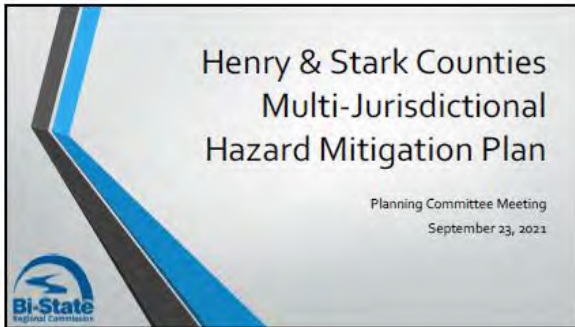 Henry & Stark Counties
Multi-Jurisdictional
Hazard Mitigation Plan
Planning Committee Meeting
September 23, 2021
Bi-State
Regional Commission